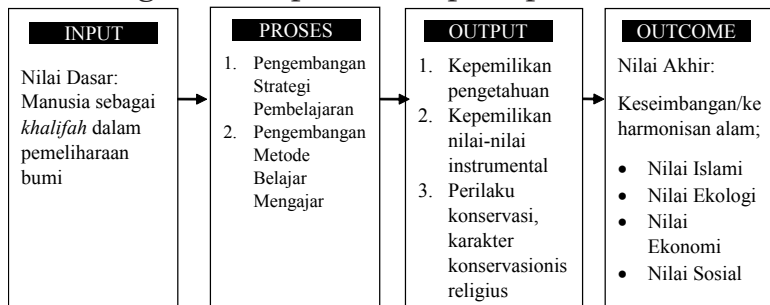 INPUT
Nilai Dasar:
Manusia sebagai
khalifah dalam
pemeliharaan
bumi
PROSES
1. Pengembangan
Strategi
Pembelajaran
2. Pengembangan
Metode
Belajar
Mengajar
OUTPUT
1. Kepemilikan
pengetahuan
2. Kepemilikan
nilai-nilai
instrumental
3. Perilaku
konservasi,
karakter
konservasionis
religius
OUTCOME
Nilai Akhir:
Keseimbangan/ke
harmonisan alam;
• Nilai Islami
• Nilai Ekologi
• Nilai
Ekonomi
• Nilai Sosial